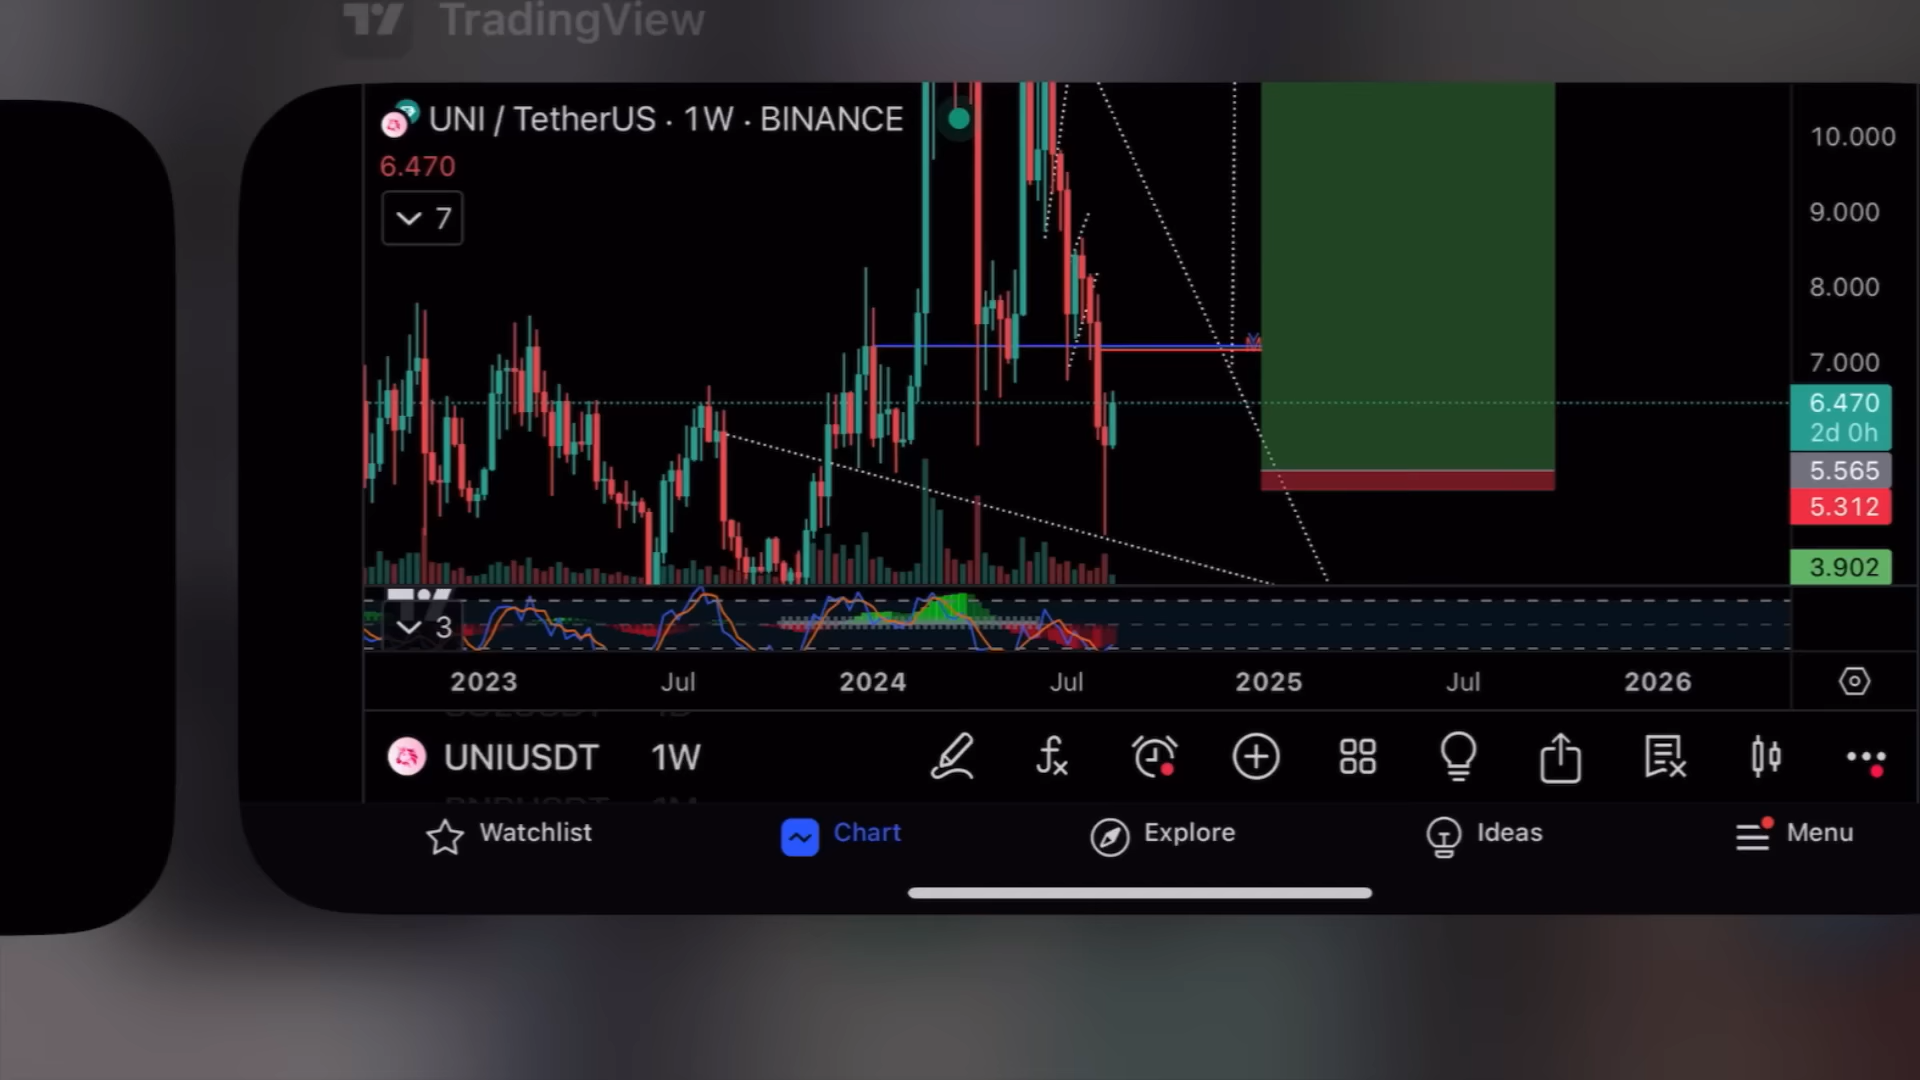 TradingView
UNI / TetherUS · 1W · BINANCE
6.470
7
10.000
9.000
8.000
7.000
6.470
2d 0h
5.565
5.312
3.902
3
2023 Jul 2024 Jul 2025 Jul 2026
UNIUSDT 1W
Watchlist Chart Explore Ideas Menu